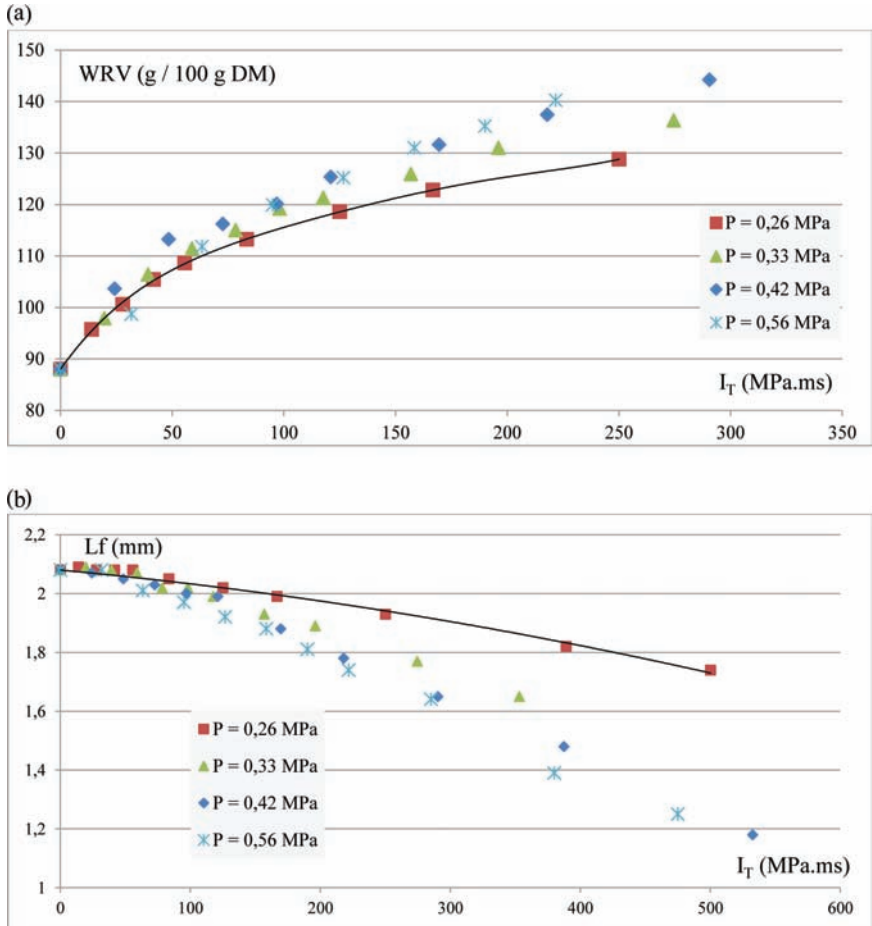 (a)
150
WRV (g / 100 g DM)
140
130
120
P = 0,26 MPa
110
P = 0,33 MPa
100
P = 0,42 MPa
P = 0,56 MPa
90
I_T (MPa.ms)
80
0 50 100 150 200 250 300 350
(b)
2,2
Lf (mm)
2
1,8
1,6
P = 0,26 MPa
P = 0,33 MPa
1,4
P = 0,42 MPa
1,2
P = 0,56 MPa
I_T (MPa.ms)
1
0 100 200 300 400 500 600